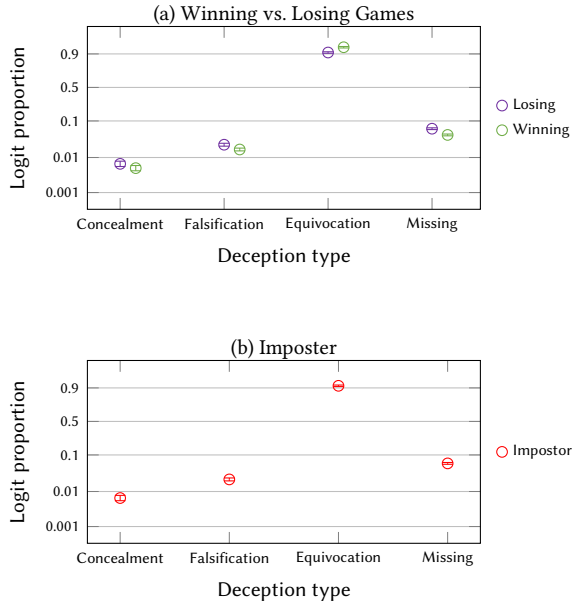 (a) Winning vs. Losing Games
0.9
0.5
0.1
0.01
0.001
Logit proportion
Losing
Winning
Concealment Falsification Equivocation Missing
Deception type
(b) Imposter
0.9
0.5
0.1
0.01
0.001
Logit proportion
Impostor
Concealment Falsification Equivocation Missing
Deception type